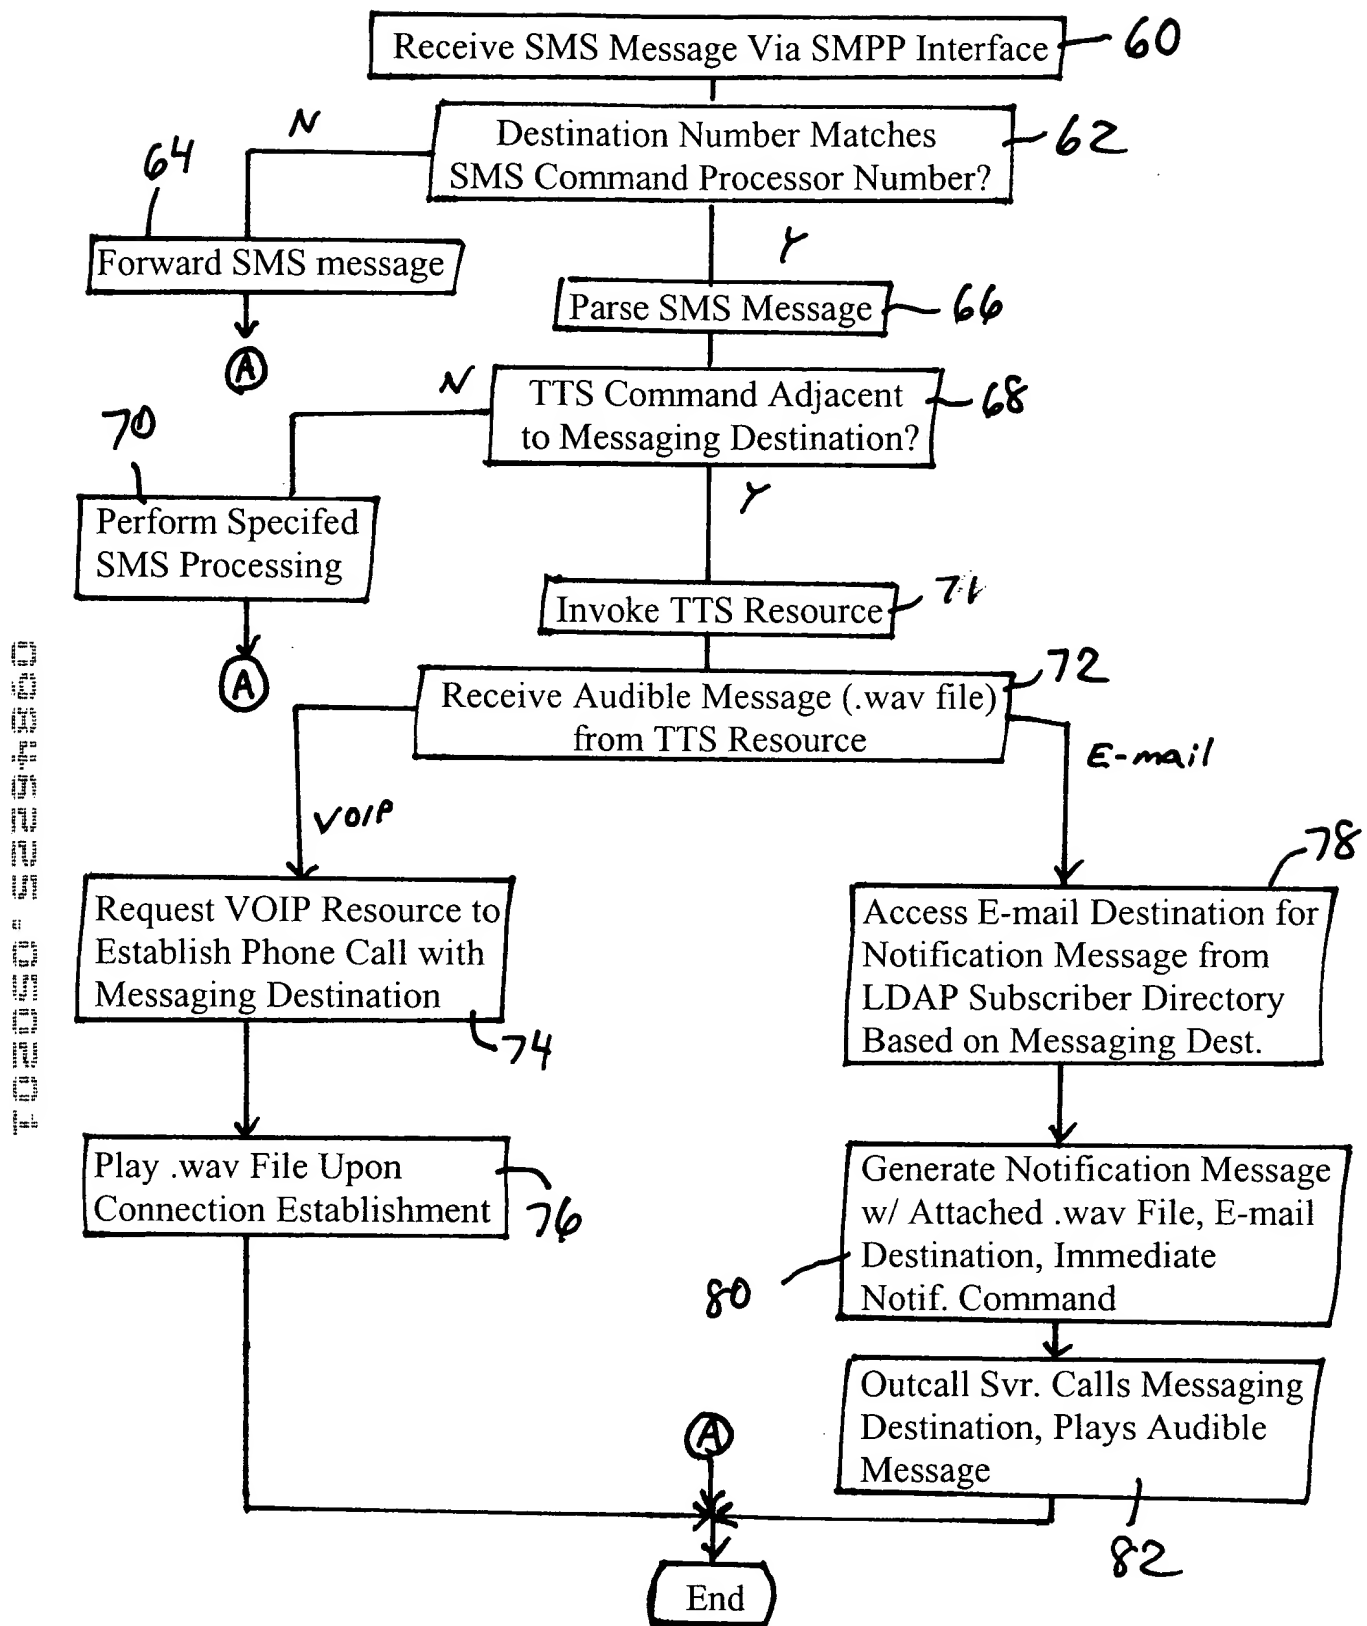 Receive SMS Message Via SMPP Interface
60
Destination Number Matches
SMS Command Processor Number?
62
N
64
Y
Forward SMS message
Parse SMS Message
66
A
N
TTS Command Adjacent
to Messaging Destination?
68
70
Y
Perform Specifed
SMS Processing
Invoke TTS Resource
71
A
Receive Audible Message (.wav file)
from TTS Resource
72
E-mail
VOIP
78
Request VOIP Resource to
Establish Phone Call with
Messaging Destination
74
Access E-mail Destination for
Notification Message from
LDAP Subscriber Directory
Based on Messaging Dest.
Play .wav File Upon
Connection Establishment
76
Generate Notification Message
w/ Attached .wav File, E-mail
Destination, Immediate
Notif. Command
80
Outcall Svr. Calls Messaging
Destination, Plays Audible
Message
82
A
End
09846225.050201